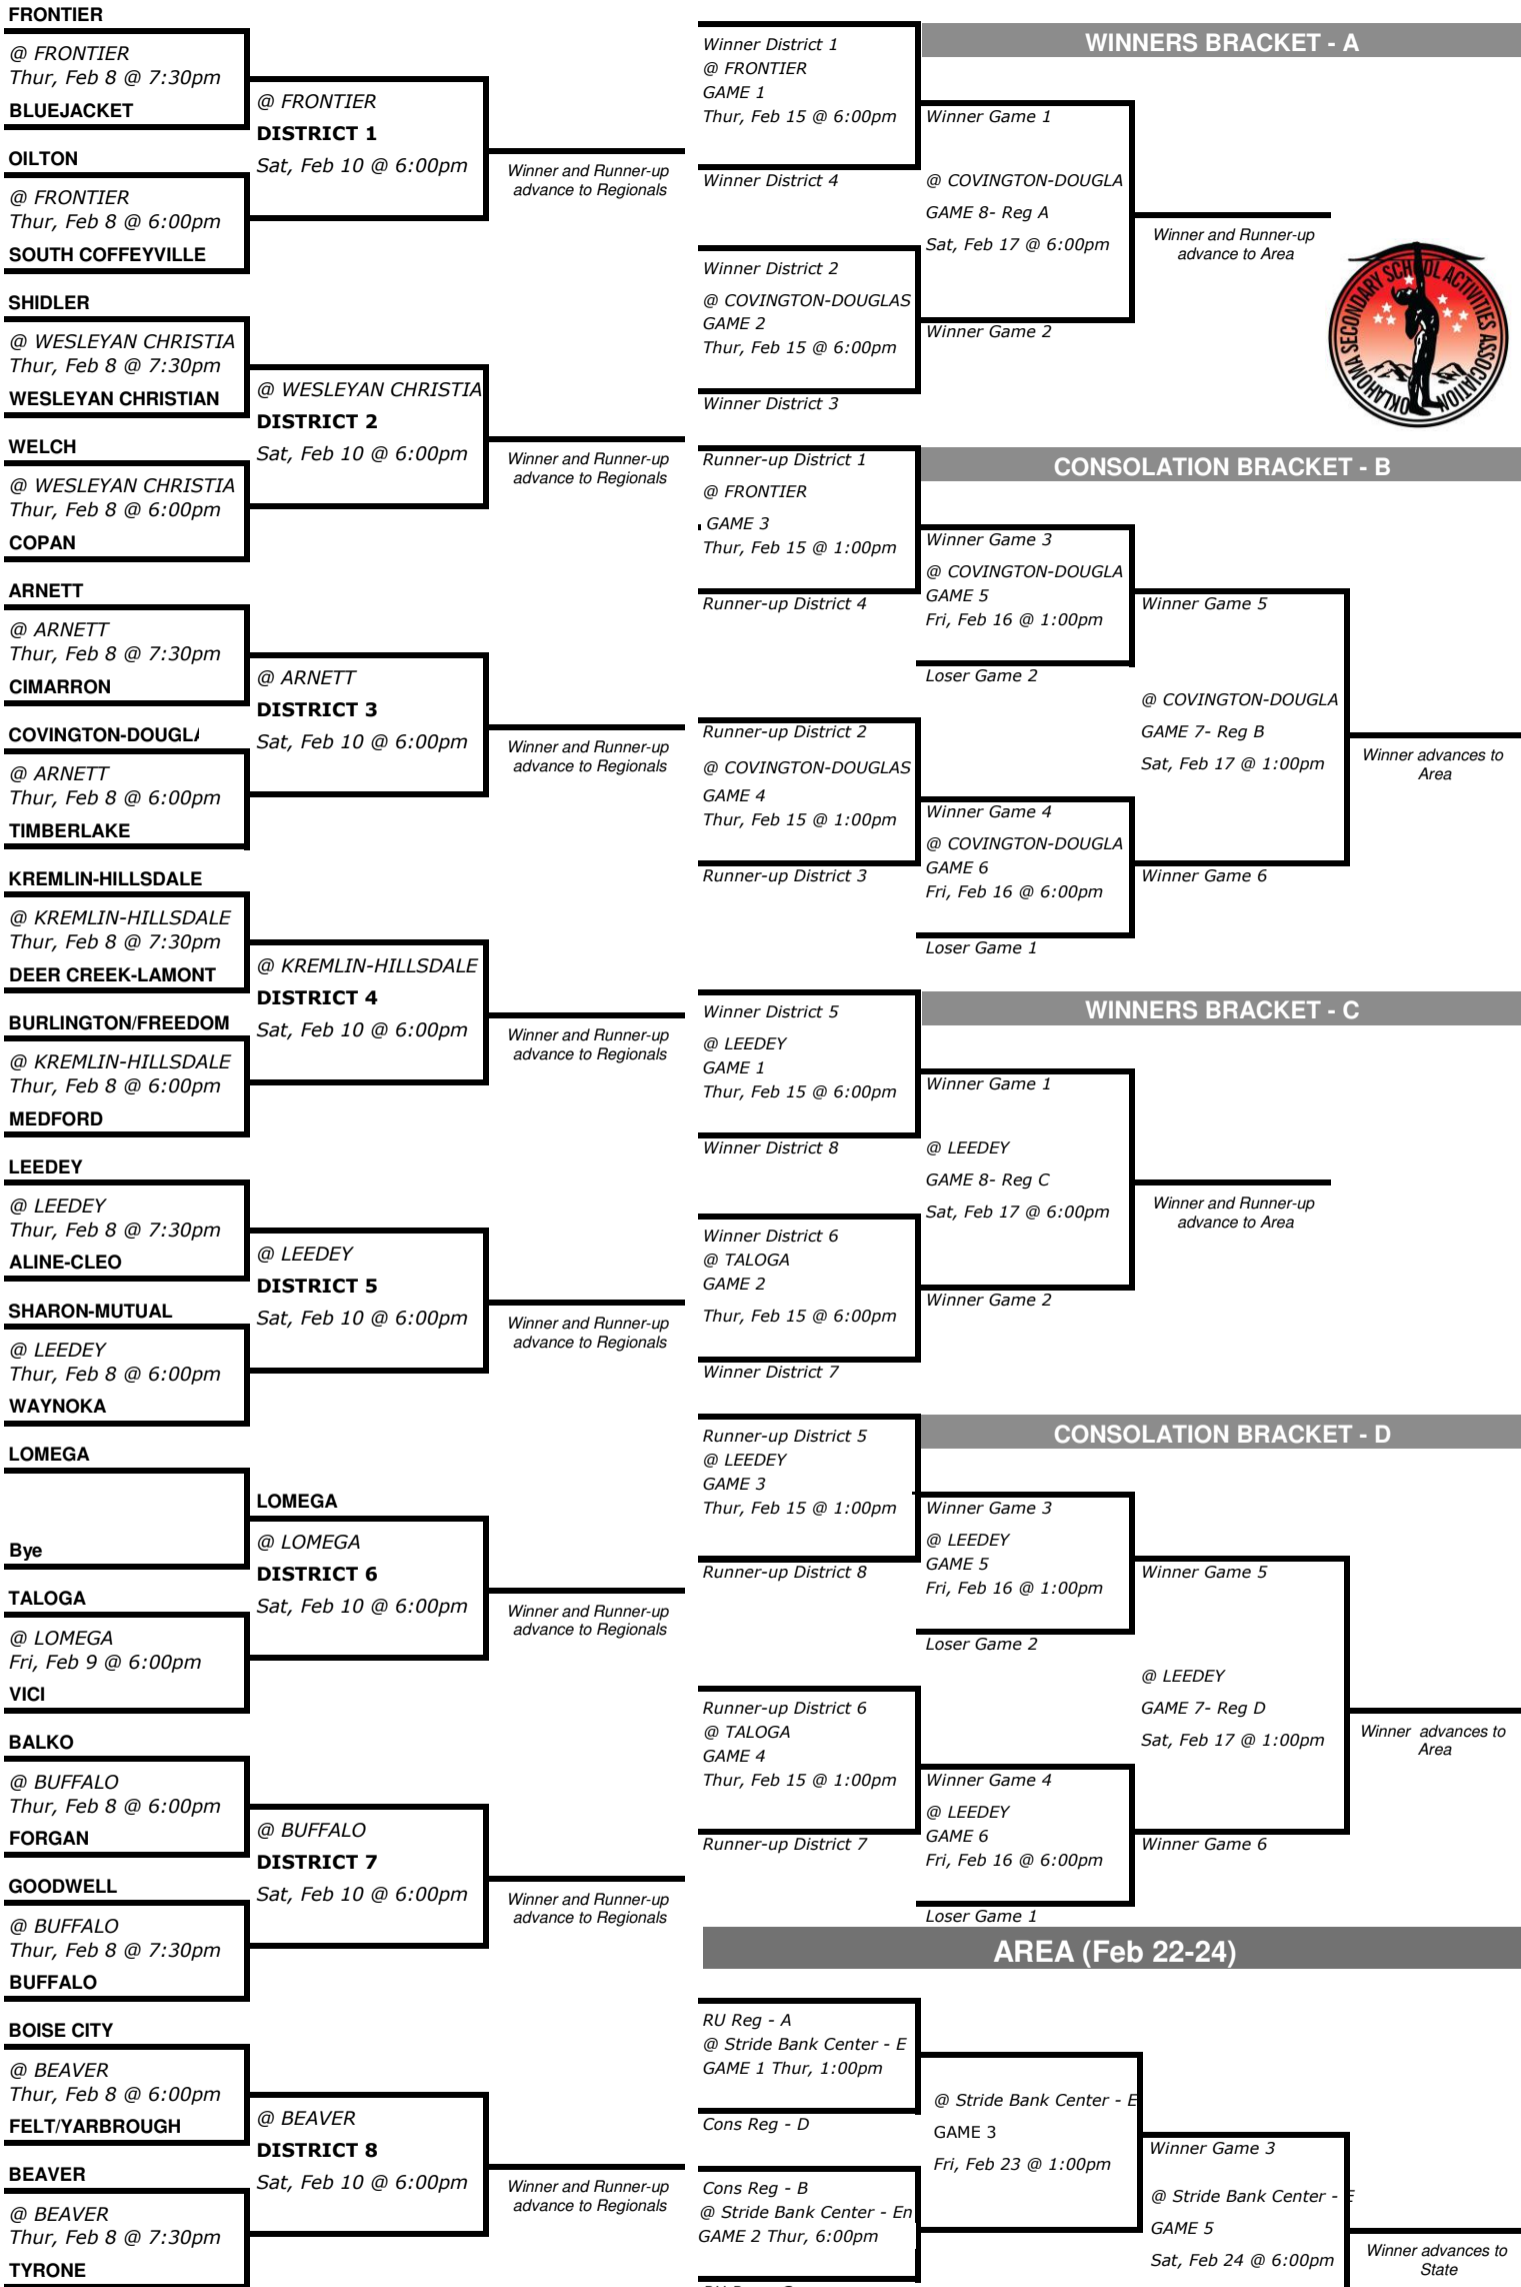 FRONTIER
@ FRONTIER
Thur, Feb 8 @ 7:30pm
BLUEJACKET
OILTON
@ FRONTIER
Thur, Feb 8 @ 6:00pm
SOUTH COFFEYVILLE
SHIDLER
@ WESLEYAN CHRISTIA
Thur, Feb 8 @ 7:30pm
WESLEYAN CHRISTIAN
WELCH
@ WESLEYAN CHRISTIA
Thur, Feb 8 @ 6:00pm
COPAN
ARNETT
@ ARNETT
Thur, Feb 8 @ 7:30pm
CIMARRON
COVINGTON-DOUGLA
@ ARNETT
Thur, Feb 8 @ 6:00pm
TIMBERLAKE
KREMLIN-HILLSDALE
@ KREMLIN-HILLSDALE
Thur, Feb 8 @ 7:30pm
DEER CREEK-LAMONT
BURLINGTON/FREEDOM
@ KREMLIN-HILLSDALE
Thur, Feb 8 @ 6:00pm
MEDFORD
LEEDEY
@ LEEDEY
Thur, Feb 8 @ 7:30pm
ALINE-CLEO
SHARON-MUTUAL
@ LEEDEY
Thur, Feb 8 @ 6:00pm
WAYNOKA
LOMEGA
Bye
TALOGA
@ LOMEGA
Fri, Feb 9 @ 6:00pm
VICI
BALKO
@ BUFFALO
Thur, Feb 8 @ 6:00pm
FORGAN
GOODWELL
@ BUFFALO
Thur, Feb 8 @ 7:30pm
BUFFALO
BOISE CITY
@ BEAVER
Thur, Feb 8 @ 6:00pm
FELT/YARBROUGH
BEAVER
@ BEAVER
Thur, Feb 8 @ 7:30pm
TYRONE
@ FRONTIER
DISTRICT 1
Sat, Feb 10 @ 6:00pm
Winner and Runner-up
advance to Regionals
@ WESLEYAN CHRISTIA
DISTRICT 2
Sat, Feb 10 @ 6:00pm
Winner and Runner-up
advance to Regionals
@ ARNETT
DISTRICT 3
Sat, Feb 10 @ 6:00pm
Winner and Runner-up
advance to Regionals
@ KREMLIN-HILLSDALE
DISTRICT 4
Sat, Feb 10 @ 6:00pm
Winner and Runner-up
advance to Regionals
@ LEEDEY
DISTRICT 5
Sat, Feb 10 @ 6:00pm
Winner and Runner-up
advance to Regionals
LOMEGA
@ LOMEGA
DISTRICT 6
Sat, Feb 10 @ 6:00pm
Winner and Runner-up
advance to Regionals
@ BUFFALO
DISTRICT 7
Sat, Feb 10 @ 6:00pm
Winner and Runner-up
advance to Regionals
@ BEAVER
DISTRICT 8
Sat, Feb 10 @ 6:00pm
Winner and Runner-up
advance to Regionals
WINNERS BRACKET - A
Winner District 1
@ FRONTIER
GAME 1
Thur, Feb 15 @ 6:00pm
Winner District 4
Winner District 2
@ COVINGTON-DOUGLAS
GAME 2
Thur, Feb 15 @ 6:00pm
Winner District 3
Winner Game 1
@ COVINGTON-DOUGLA
GAME 8- Reg A
Sat, Feb 17 @ 6:00pm
Winner Game 2
Winner and Runner-up
advance to Area
OKLAHOMA SECONDARY SCHOOL ACTIVITIES ASSOCIATION
CONSOLATION BRACKET - B
Runner-up District 1
@ FRONTIER
GAME 3
Thur, Feb 15 @ 1:00pm
Runner-up District 4
Runner-up District 2
@ COVINGTON-DOUGLAS
GAME 4
Thur, Feb 15 @ 1:00pm
Runner-up District 3
Winner Game 3
@ COVINGTON-DOUGLA
GAME 5
Fri, Feb 16 @ 1:00pm
Loser Game 2
Winner Game 4
@ COVINGTON-DOUGLA
GAME 6
Fri, Feb 16 @ 6:00pm
Loser Game 1
Winner Game 5
@ COVINGTON-DOUGLA
GAME 7- Reg B
Sat, Feb 17 @ 1:00pm
Winner Game 6
Winner advances to
Area
WINNERS BRACKET - C
Winner District 5
@ LEEDEY
GAME 1
Thur, Feb 15 @ 6:00pm
Winner District 8
Winner District 6
@ TALOGA
GAME 2
Thur, Feb 15 @ 6:00pm
Winner District 7
Winner Game 1
@ LEEDEY
GAME 8- Reg C
Sat, Feb 17 @ 6:00pm
Winner Game 2
Winner and Runner-up
advance to Area
CONSOLATION BRACKET - D
Runner-up District 5
@ LEEDEY
GAME 3
Thur, Feb 15 @ 1:00pm
Runner-up District 8
Runner-up District 6
@ TALOGA
GAME 4
Thur, Feb 15 @ 1:00pm
Runner-up District 7
Winner Game 3
@ LEEDEY
GAME 5
Fri, Feb 16 @ 1:00pm
Loser Game 2
Winner Game 4
@ LEEDEY
GAME 6
Fri, Feb 16 @ 6:00pm
Loser Game 1
Winner Game 5
@ LEEDEY
GAME 7- Reg D
Sat, Feb 17 @ 1:00pm
Winner Game 6
Winner advances to
Area
AREA (Feb 22-24)
RU Reg - A
@ Stride Bank Center - E
GAME 1 Thur, 1:00pm
Cons Reg - D
Cons Reg - B
@ Stride Bank Center - En
GAME 2 Thur, 6:00pm
@ Stride Bank Center - E
GAME 3
Fri, Feb 23 @ 1:00pm
Winner Game 3
@ Stride Bank Center - E
GAME 5
Sat, Feb 24 @ 6:00pm
Winner advances to
State